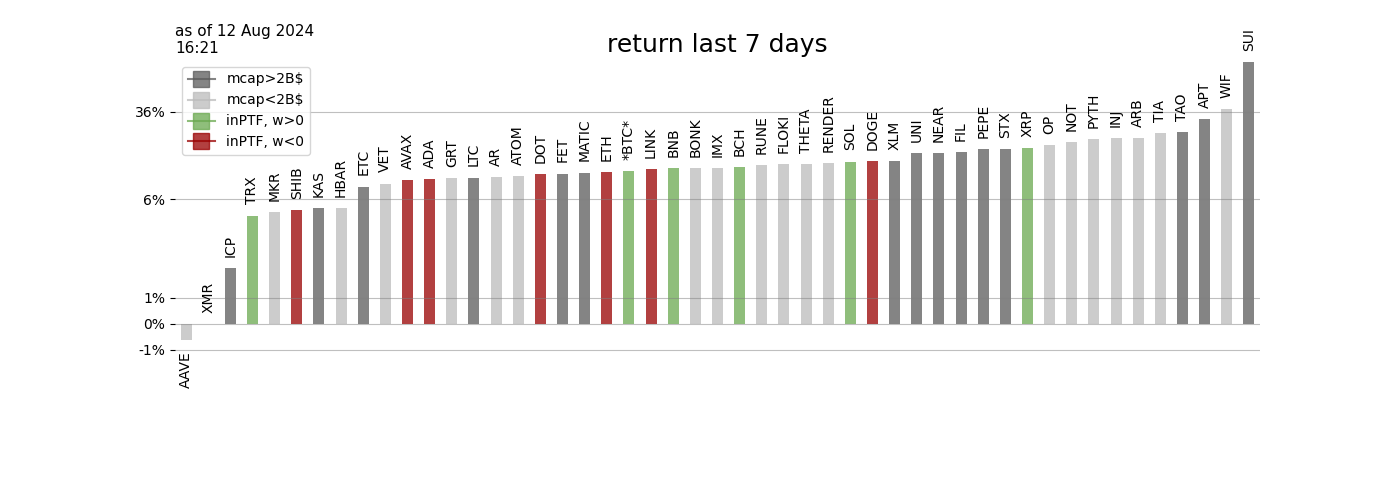 as of 12 Aug 2024
16:21
return last 7 days
mcap>2B$
mcap<2B$
inPTF, w>0
inPTF, w<0
36%
6%
1%
0%
-1%
AAVE
XMR
ICP
TRX
MKR
SHIB
KAS
HBAR
ETC
VET
AVAX
ADA
GRT
LTC
AR
ATOM
DOT
FET
MATIC
ETH
*BTC*
LINK
BNB
BONK
IMX
BCH
RUNE
FLOKI
THETA
RENDER
SOL
DOGE
XLM
UNI
NEAR
FIL
PEPE
STX
XRP
OP
NOT
PYTH
INJ
ARB
TIA
TAO
APT
WIF
SUI